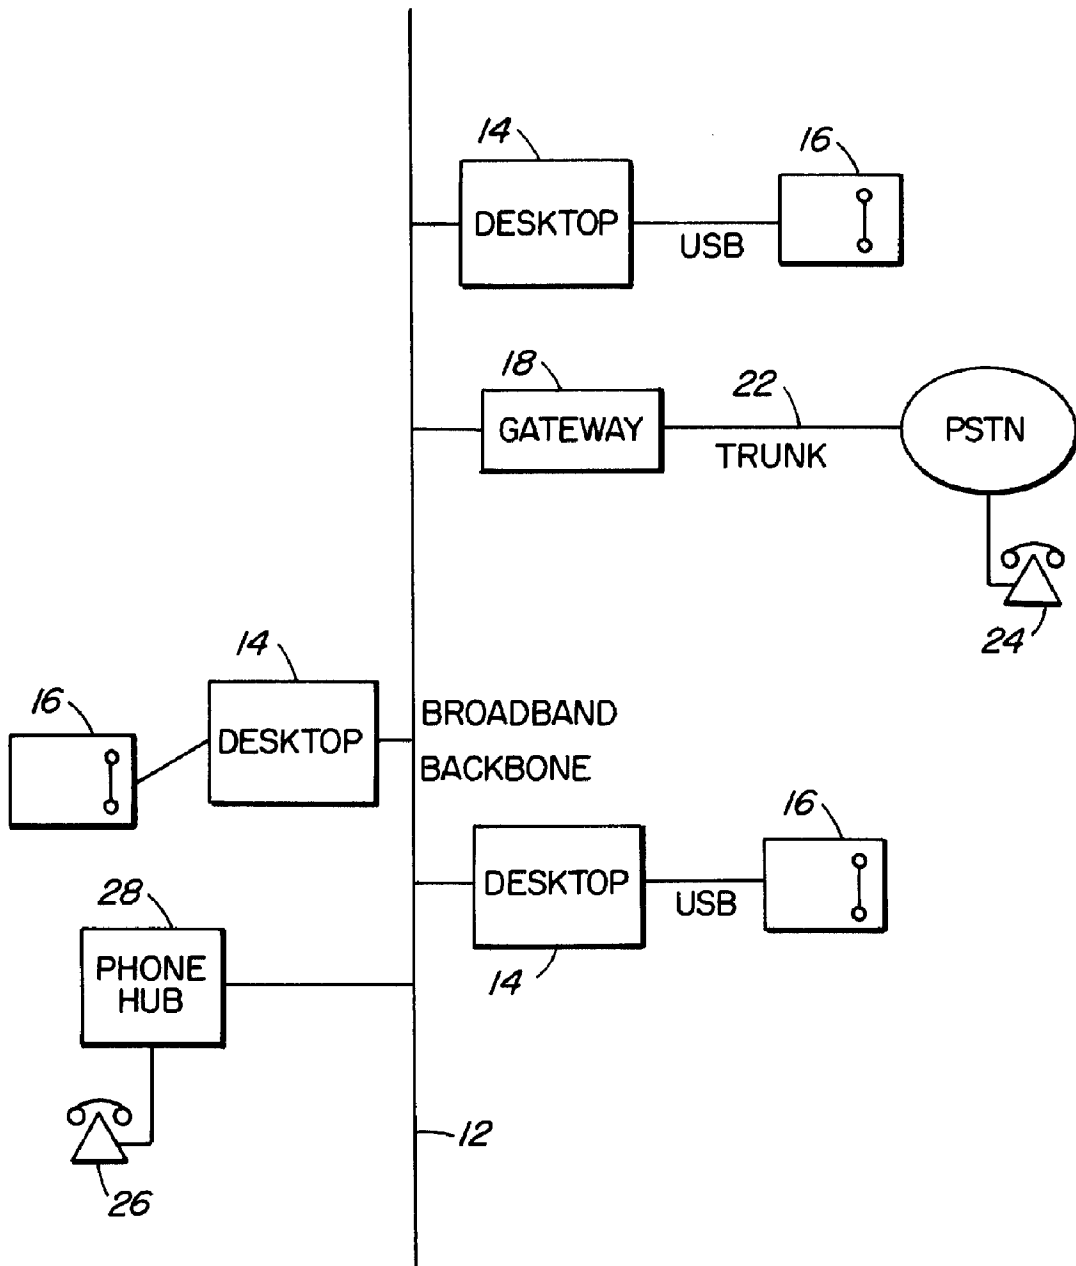 14
16
DESKTOP
USB
18
22
GATEWAY
TRUNK
PSTN
24
14
16
DESKTOP
BROADBAND
BACKBONE
16
DESKTOP
USB
14
28
PHONE
HUB
12
26